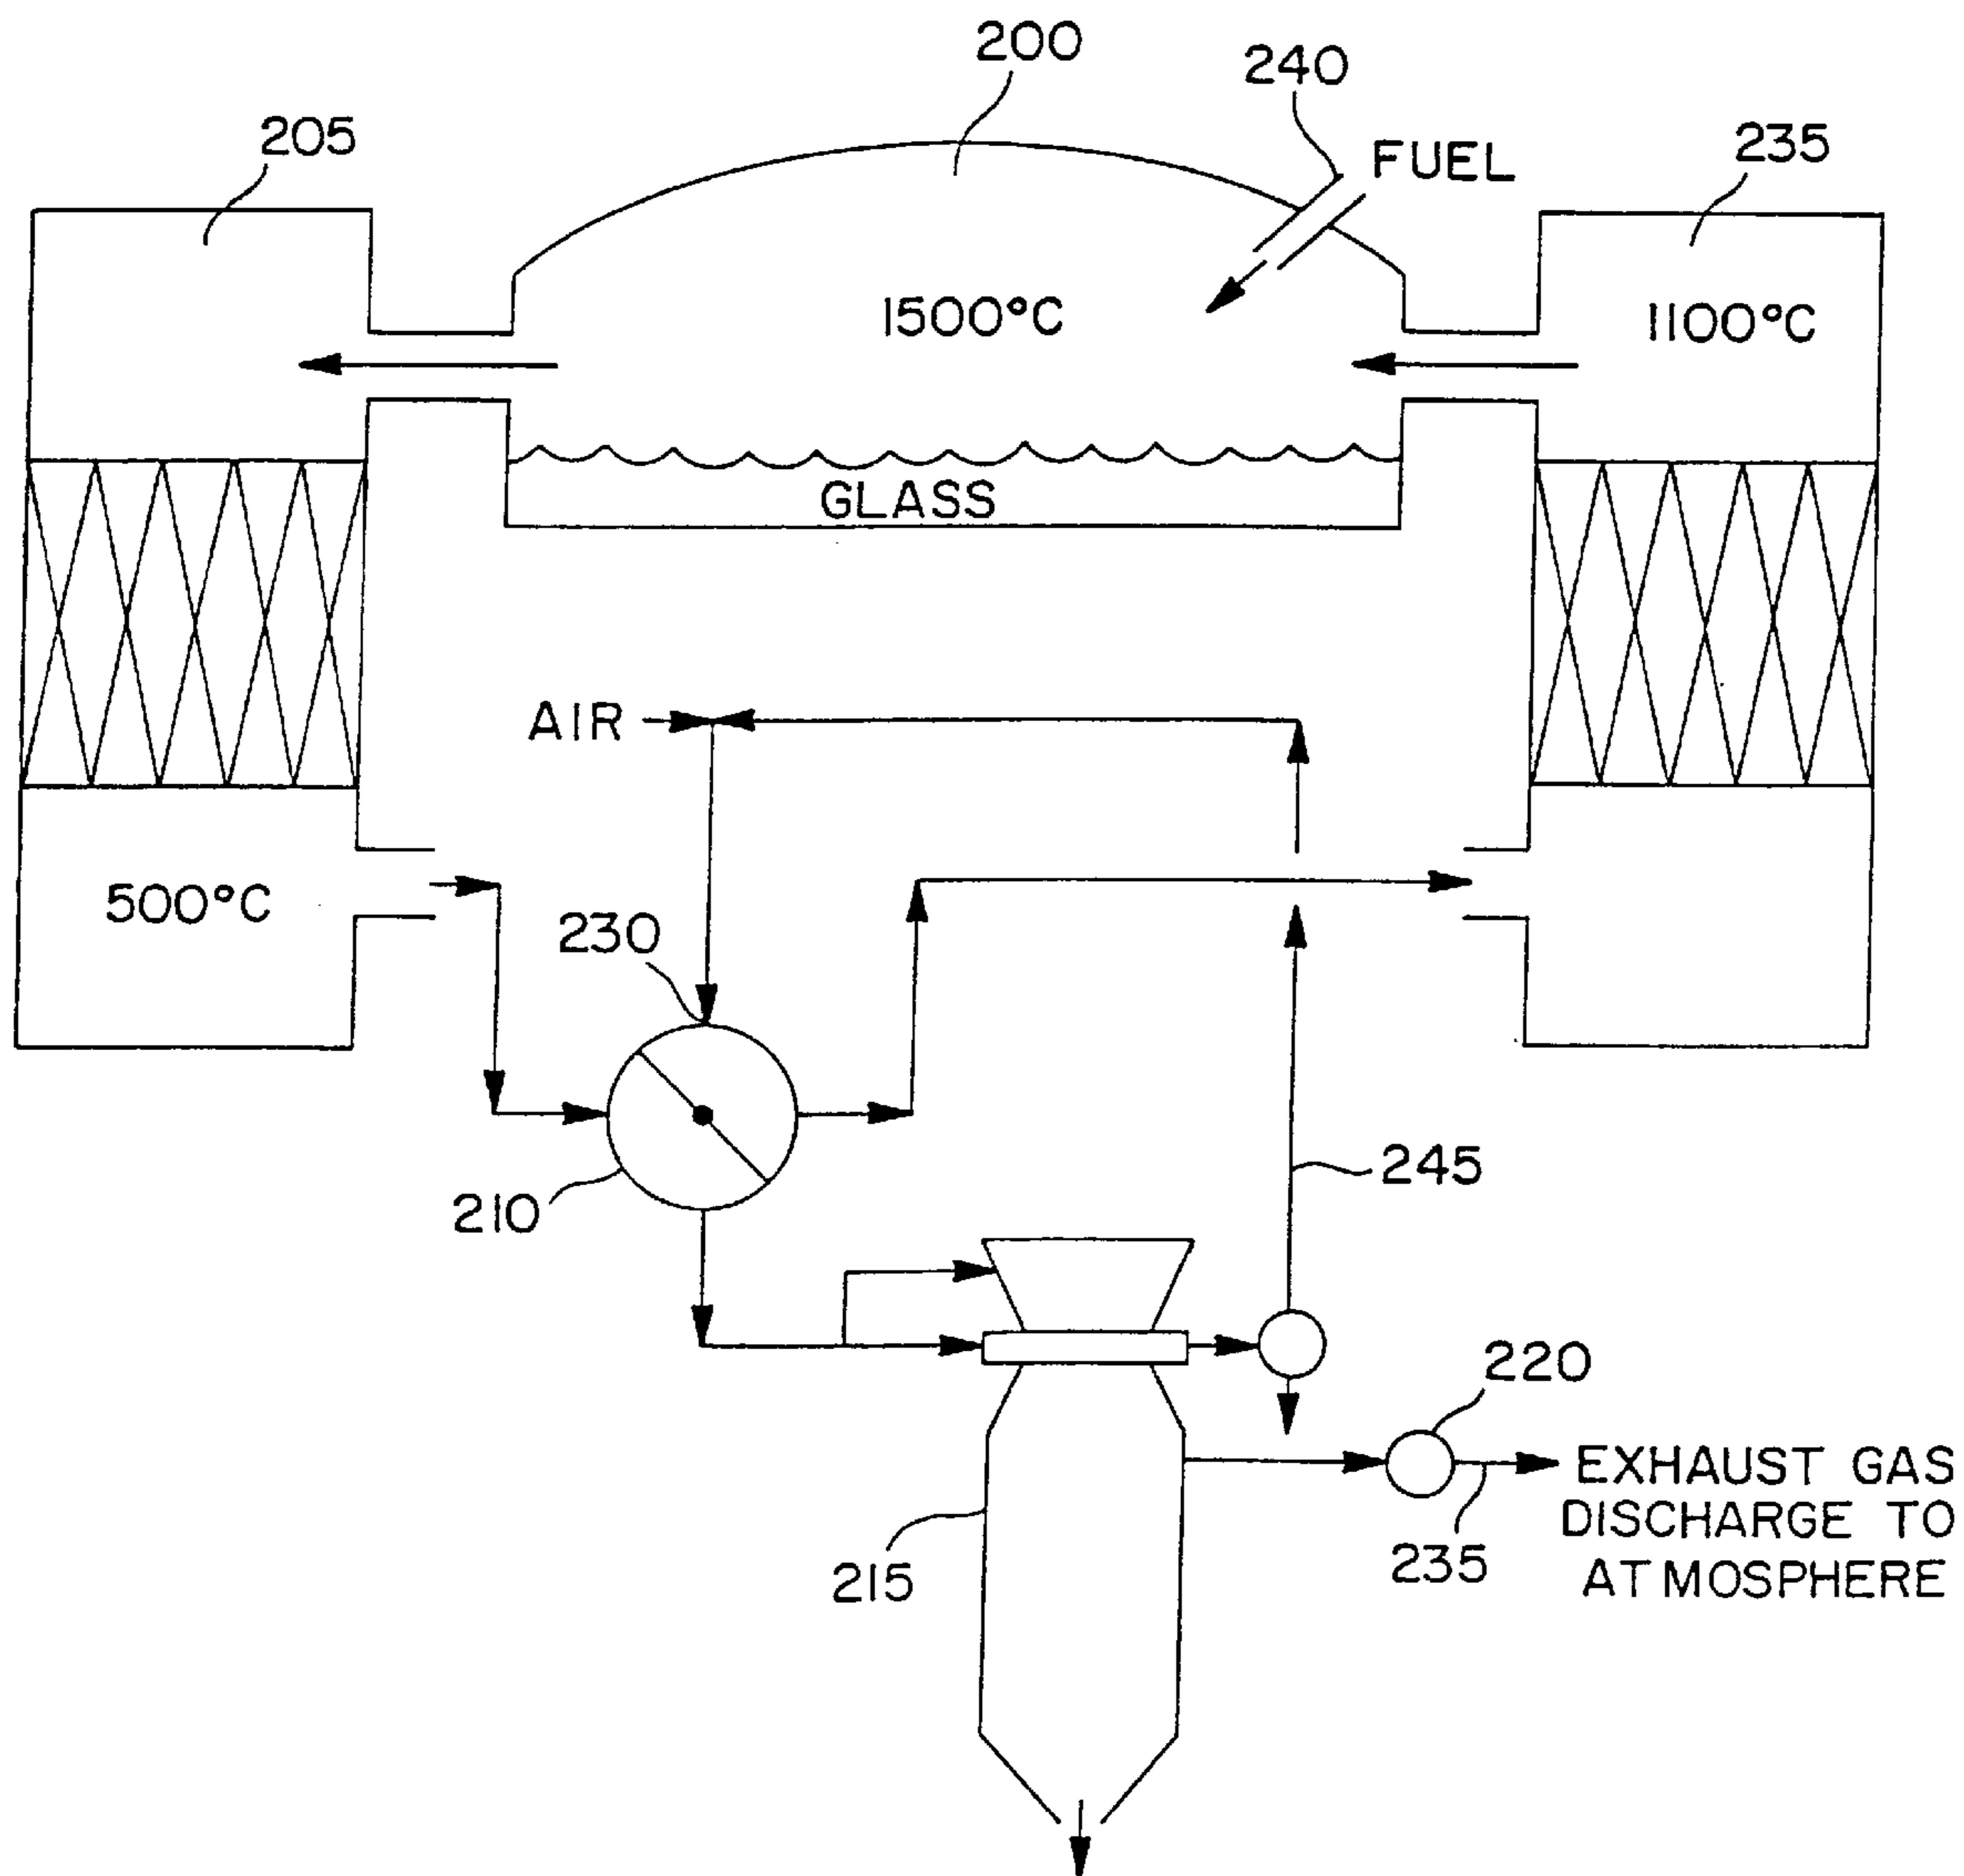 200
240
205
FUEL
235
1500°C
1100°C
GLASS
AIR
500°C
230
245
210
220
EXHAUST GAS
DISCHARGE TO
235
215
ATMOSPHERE